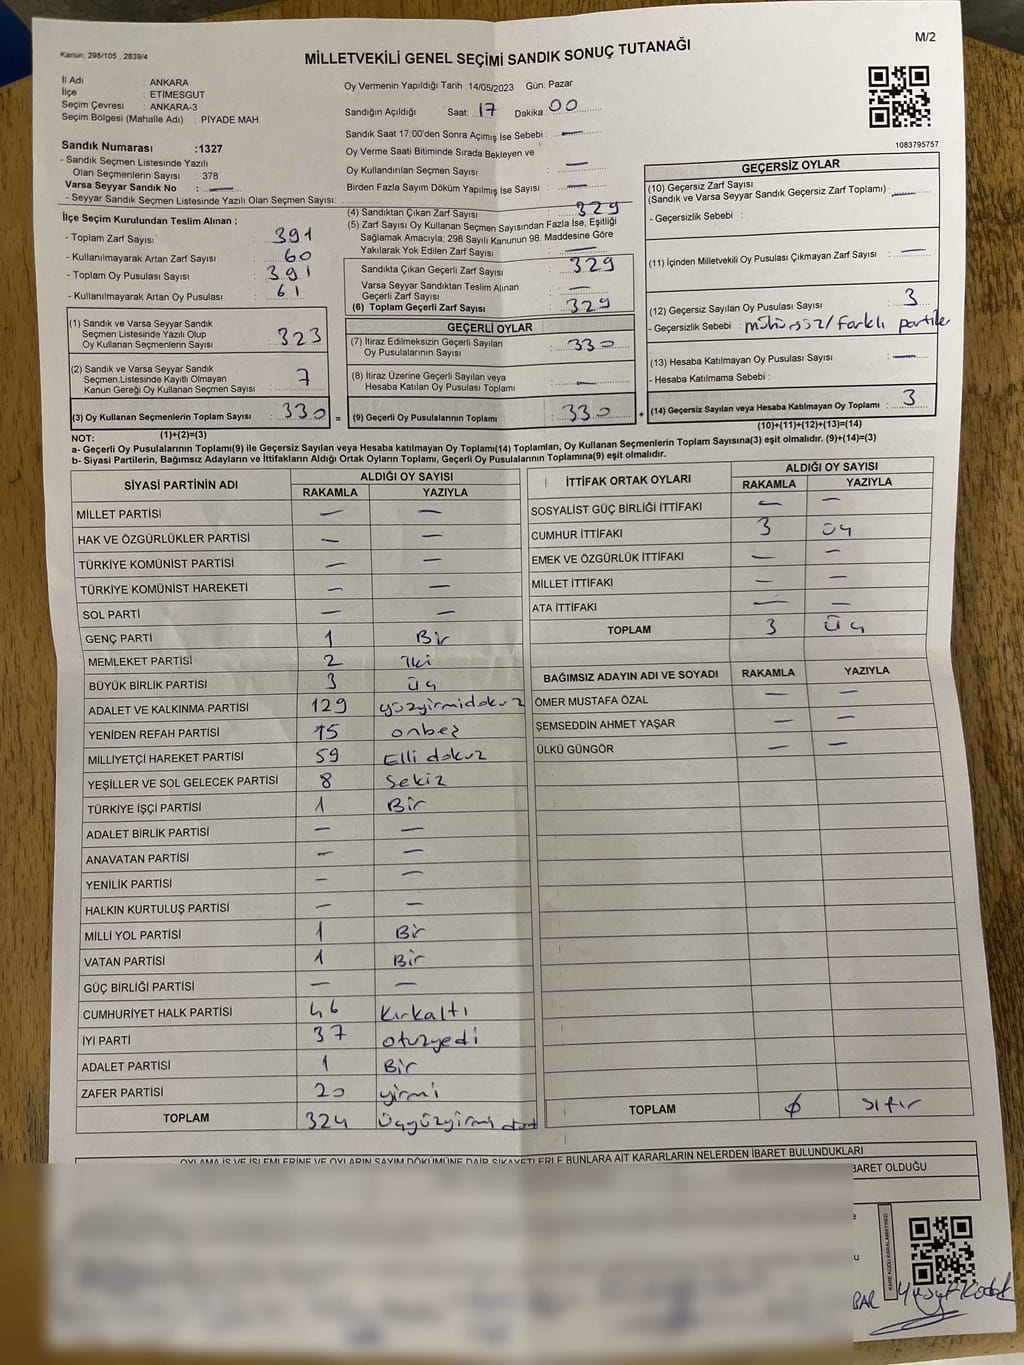 Kanun: 298/105 . 2839/4
MİLLETVEKİLİ GENEL SEÇİMİ SANDIK SONUÇ TUTANAĞI
M/2
İl Adı : ANKARA
İlçe : ETİMESGUT
Seçim Çevresi : ANKARA-3
Seçim Bölgesi (Mahalle Adı) : PİYADE MAH.
Sandık Numarası :1327
- Sandık Seçmen Listesinde Yazılı
Olan Seçmenlerin Sayısı : 378
Varsa Seyyar Sandık No : —
- Seyyar Sandık Seçmen Listesinde Yazılı Olan Seçmen Sayısı:
Oy Vermenin Yapıldığı Tarih :14/05/2023 Gün: Pazar
Sandığın Açıldığı Saat: 17 Dakika 00
Sandık Saat 17:00'den Sonra Açımış İse Sebebi : —
Oy Verme Saati Bitiminde Sırada Bekleyen ve
Oy Kullandırılan Seçmen Sayısı : —
Birden Fazla Sayım Döküm Yapılmış İse Sayısı : —
1083795757
İlçe Seçim Kurulundan Teslim Alınan :
- Toplam Zarf Sayısı : 391
- Kullanılmayarak Artan Zarf Sayısı : 60
- Toplam Oy Pusulası Sayısı : 391
- Kullanılmayarak Artan Oy Pusulası : 61
(1) Sandık ve Varsa Seyyar Sandık
Seçmen Listesinde Yazılı Olup
Oy Kullanan Seçmenlerin Sayısı : 323
(2) Sandık ve Varsa Seyyar Sandık
Seçmen.Listesinde Kayıtlı Olmayan
Kanun Gereği Oy Kullanan Seçmen Sayısı : 7
(3) Oy Kullanan Seçmenlerin Toplam Sayısı : 330 =
(1)+(2)=(3)
(4) Sandıktan Çıkan Zarf Sayısı : 329
(5) Zarf Sayısı Oy Kullanan Seçmen Sayısından Fazla İse, Eşitliği
Sağlamak Amacıyla; 298 Sayılı Kanunun 98. Maddesine Göre
Yakılarak Yok Edilen Zarf Sayısı : —
Sandıkta Çıkan Geçerli Zarf Sayısı : 329
Varsa Seyyar Sandıktan Teslim Alınan
Geçerli Zarf Sayısı : —
(6) Toplam Geçerli Zarf Sayısı : 329
GEÇERLİ OYLAR
(7) İtiraz Edilmeksizin Geçerli Sayılan
Oy Pusulalarının Sayısı : 330
(8) İtiraz Üzerine Geçerli Sayılan veya
Hesaba Katılan Oy Pusulası Toplamı : —
(9) Geçerli Oy Pusulalarının Toplamı : 330 +
GEÇERSİZ OYLAR
(10) Geçersiz Zarf Sayısı
(Sandık ve Varsa Seyyar Sandık Geçersiz Zarf Toplamı) : —
- Geçersizlik Sebebi :
(11) İçinden Milletvekili Oy Pusulası Çıkmayan Zarf Sayısı : —
(12) Geçersiz Sayılan Oy Pusulası Sayısı : 3
- Geçersizlik Sebebi : mühürsüz/farklı partiler
(13) Hesaba Katılmayan Oy Pusulası Sayısı : —
- Hesaba Katılmama Sebebi :
(14) Geçersiz Sayılan veya Hesaba Katılmayan Oy Toplamı : 3
(10)+(11)+(12)+(13)=(14)
NOT:
a- Geçerli Oy Pusulalarının Toplamı(9) ile Geçersiz Sayılan veya Hesaba katılmayan Oy Toplamı(14) Toplamları, Oy Kullanan Seçmenlerin Toplam Sayısına(3) eşit olmalıdır. (9)+(14)=(3)
b- Siyasi Partilerin, Bağımsız Adayların ve İttifakların Aldığı Ortak Oyların Toplamı, Geçerli Oy Pusulalarının Toplamına(9) eşit olmalıdır.
SİYASİ PARTİNİN ADI ALDIĞI OY SAYISI
RAKAMLA YAZIYLA
MİLLET PARTİSİ — —
HAK VE ÖZGÜRLÜKLER PARTİSİ — —
TÜRKİYE KOMÜNİST PARTİSİ — —
TÜRKİYE KOMÜNİST HAREKETİ — —
SOL PARTİ — —
GENÇ PARTİ 1 Bir
MEMLEKET PARTİSİ 2 İki
BÜYÜK BİRLİK PARTİSİ 3 üç
ADALET VE KALKINMA PARTİSİ 129 yüzyirmidokuz
YENİDEN REFAH PARTİSİ 15 onbeş
MİLLİYETÇİ HAREKET PARTİSİ 59 Elli dokuz
YEŞİLLER VE SOL GELECEK PARTİSİ 8 Sekiz
TÜRKİYE İŞÇİ PARTİSİ 1 Bir
ADALET BİRLİK PARTİSİ — —
ANAVATAN PARTİSİ — —
YENİLİK PARTİSİ — —
HALKIN KURTULUŞ PARTİSİ — —
MİLLİ YOL PARTİSİ 1 Bir
VATAN PARTİSİ 1 Bir
GÜÇ BİRLİĞİ PARTİSİ — —
CUMHURİYET HALK PARTİSİ 46 Kırkaltı
İYİ PARTİ 37 otuzyedi
ADALET PARTİSİ 1 Bir
ZAFER PARTİSİ 20 yirmi
TOPLAM 324 üçyüzyirmi dört
İTTİFAK ORTAK OYLARI ALDIĞI OY SAYISI
RAKAMLA YAZIYLA
SOSYALİST GÜÇ BİRLİĞİ İTTİFAKI — —
CUMHUR İTTİFAKI 3 üç
EMEK VE ÖZGÜRLÜK İTTİFAKI — —
MİLLET İTTİFAKI — —
ATA İTTİFAKI — —
TOPLAM 3 üç
BAĞIMSIZ ADAYIN ADI VE SOYADI RAKAMLA YAZIYLA
ÖMER MUSTAFA ÖZAL — —
ŞEMSEDDİN AHMET YAŞAR — —
ÜLKÜ GÜNGÖR — —
TOPLAM ϕ sıfır
OYLAMA İŞ VE İŞLEMLERİNE VE OYLARIN SAYIM DÖKÜMÜNE DAİR ŞİKAYETLERLE BUNLARA AİT KARARLARIN NELERDEN İBARET BULUNDUKLARI
BARET OLDUĞU
KARE KODU KARALAMAYINIZ
BAR